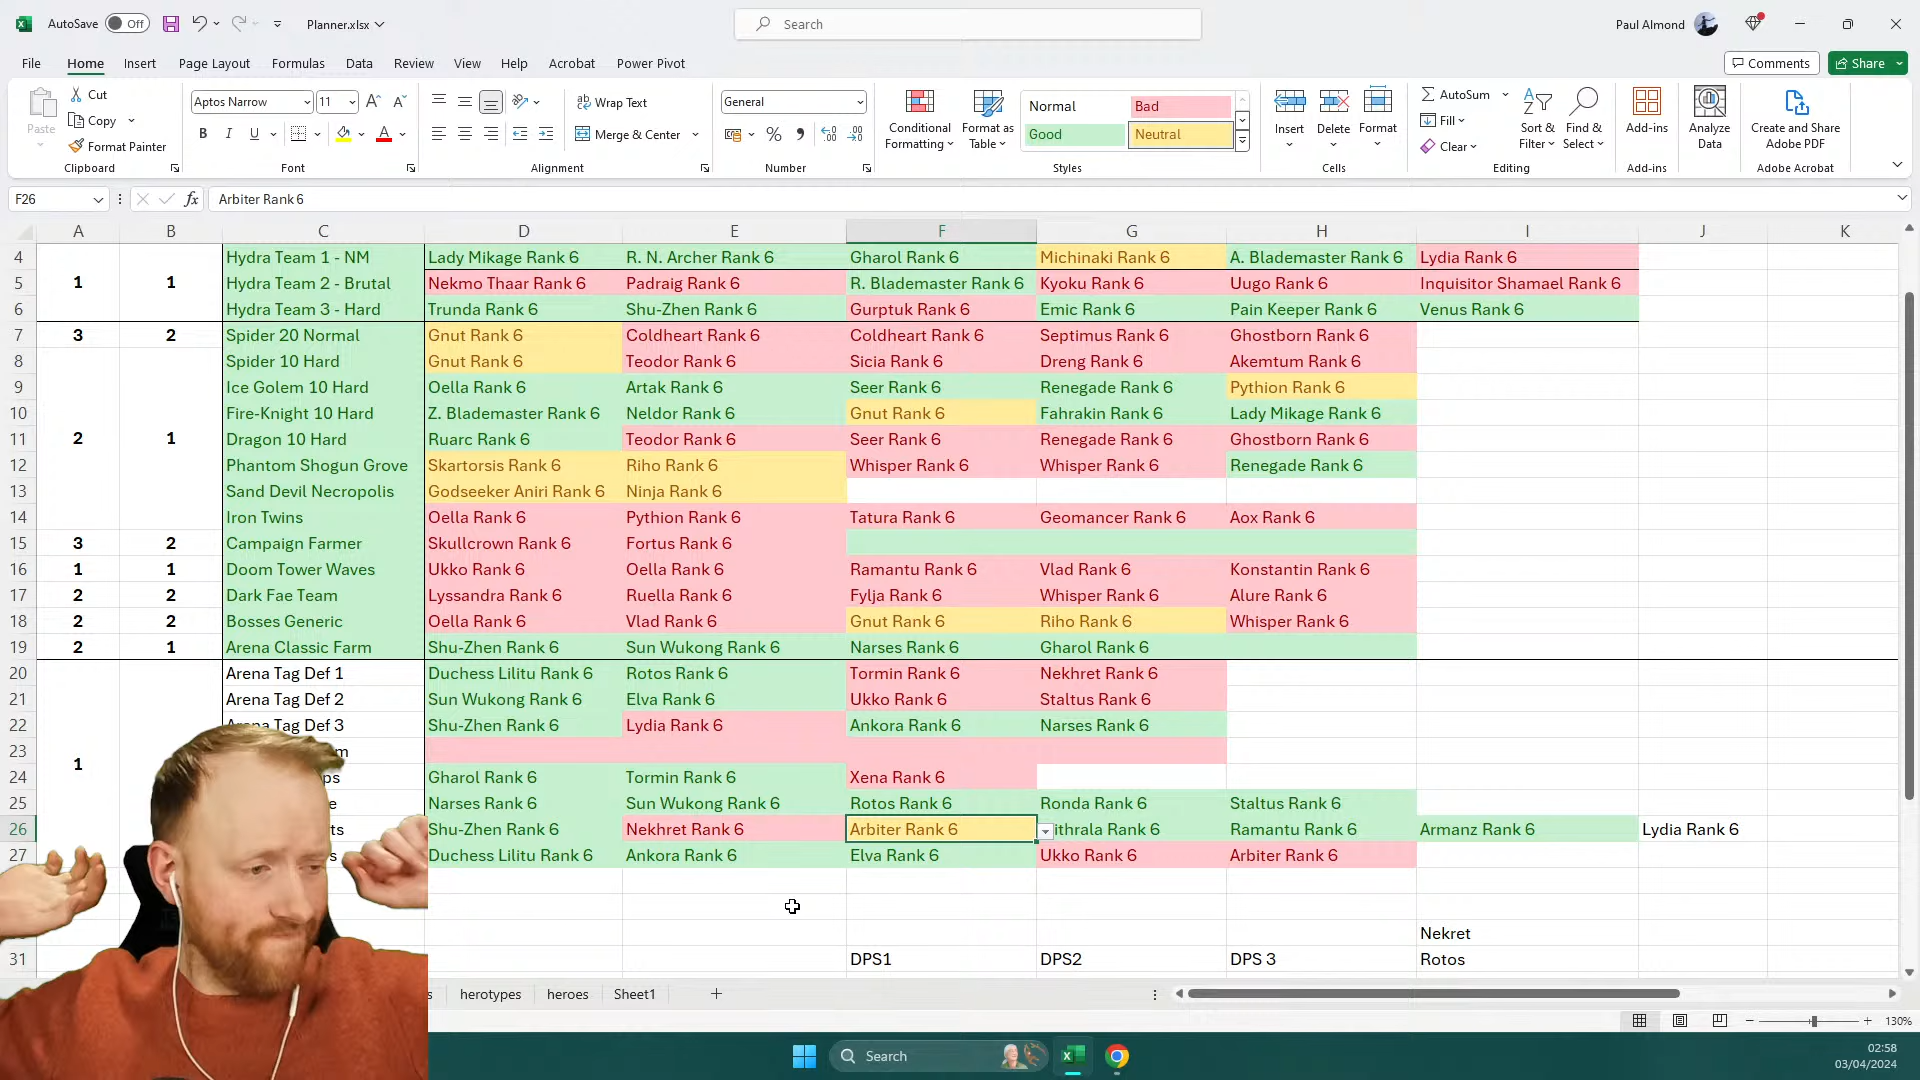 AutoSave Off Planner.xlsx Search Paul Almond
File Home Insert Page Layout Formulas Data Review View Help Acrobat Power Pivot Comments Share
Paste Cut Copy Format Painter Clipboard
Aptos Narrow 11 B I U A Font
Wrap Text Merge & Center Alignment
General % Number
Conditional Formatting Format as Table Normal Bad Good Neutral Styles
Insert Delete Format Cells
AutoSum Fill Clear Sort & Filter Find & Select Editing
Add-ins Add-ins
Analyze Data
Create and Share Adobe PDF Adobe Acrobat
F26 fx Arbiter Rank 6
A B C D E F G H I J K
4 Hydra Team 1 - NM Lady Mikage Rank 6 R. N. Archer Rank 6 Gharol Rank 6 Michinaki Rank 6 A. Blademaster Rank 6 Lydia Rank 6
5 1 1 Hydra Team 2 - Brutal Nekmo Thaar Rank 6 Padraig Rank 6 R. Blademaster Rank 6 Kyoku Rank 6 Uugo Rank 6 Inquisitor Shamael Rank 6
6 Hydra Team 3 - Hard Trunda Rank 6 Shu-Zhen Rank 6 Gurptuk Rank 6 Emic Rank 6 Pain Keeper Rank 6 Venus Rank 6
7 3 2 Spider 20 Normal Gnut Rank 6 Coldheart Rank 6 Coldheart Rank 6 Septimus Rank 6 Ghostborn Rank 6
8 Spider 10 Hard Gnut Rank 6 Teodor Rank 6 Sicia Rank 6 Dreng Rank 6 Akemtum Rank 6
9 Ice Golem 10 Hard Oella Rank 6 Artak Rank 6 Seer Rank 6 Renegade Rank 6 Pythion Rank 6
10 Fire-Knight 10 Hard Z. Blademaster Rank 6 Neldor Rank 6 Gnut Rank 6 Fahrakin Rank 6 Lady Mikage Rank 6
11 2 1 Dragon 10 Hard Ruarc Rank 6 Teodor Rank 6 Seer Rank 6 Renegade Rank 6 Ghostborn Rank 6
12 Phantom Shogun Grove Skartorsis Rank 6 Riho Rank 6 Whisper Rank 6 Whisper Rank 6 Renegade Rank 6
13 Sand Devil Necropolis Godseeker Aniri Rank 6 Ninja Rank 6
14 Iron Twins Oella Rank 6 Pythion Rank 6 Tatura Rank 6 Geomancer Rank 6 Aox Rank 6
15 3 2 Campaign Farmer Skullcrown Rank 6 Fortus Rank 6
16 1 1 Doom Tower Waves Ukko Rank 6 Oella Rank 6 Ramantu Rank 6 Vlad Rank 6 Konstantin Rank 6
17 2 2 Dark Fae Team Lyssandra Rank 6 Ruella Rank 6 Fylja Rank 6 Whisper Rank 6 Alure Rank 6
18 2 2 Bosses Generic Oella Rank 6 Vlad Rank 6 Gnut Rank 6 Riho Rank 6 Whisper Rank 6
19 2 1 Arena Classic Farm Shu-Zhen Rank 6 Sun Wukong Rank 6 Narses Rank 6 Gharol Rank 6
20 Arena Tag Def 1 Duchess Lilitu Rank 6 Rotos Rank 6 Tormin Rank 6 Nekhret Rank 6
21 Arena Tag Def 2 Sun Wukong Rank 6 Elva Rank 6 Ukko Rank 6 Staltus Rank 6
22 Arena Tag Def 3 Shu-Zhen Rank 6 Lydia Rank 6 Ankora Rank 6 Narses Rank 6
23 m
24 1 ps Gharol Rank 6 Tormin Rank 6 Xena Rank 6
25 e Narses Rank 6 Sun Wukong Rank 6 Rotos Rank 6 Ronda Rank 6 Staltus Rank 6
26 ts Shu-Zhen Rank 6 Nekhret Rank 6 Arbiter Rank 6 ithrala Rank 6 Ramantu Rank 6 Armanz Rank 6 Lydia Rank 6
27 s Duchess Lilitu Rank 6 Ankora Rank 6 Elva Rank 6 Ukko Rank 6 Arbiter Rank 6
Nekret
31 DPS1 DPS2 DPS 3 Rotos
s herotypes heroes Sheet1
130%
Search
02:58
03/04/2024